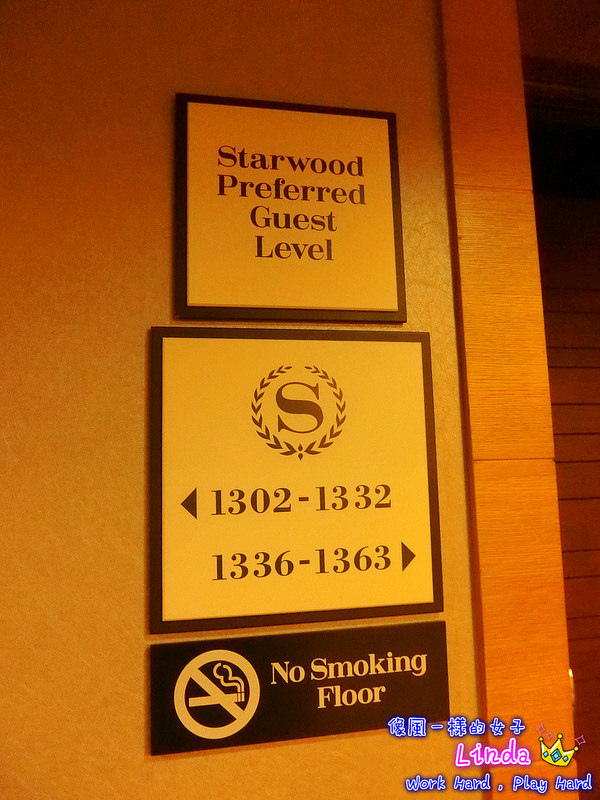 Starwood
Preferred
Guest
Level
S
1302-1332
1336-1363
No Smoking
Floor
傻風一樣的女子
Linda
Work Hard , Play Hard